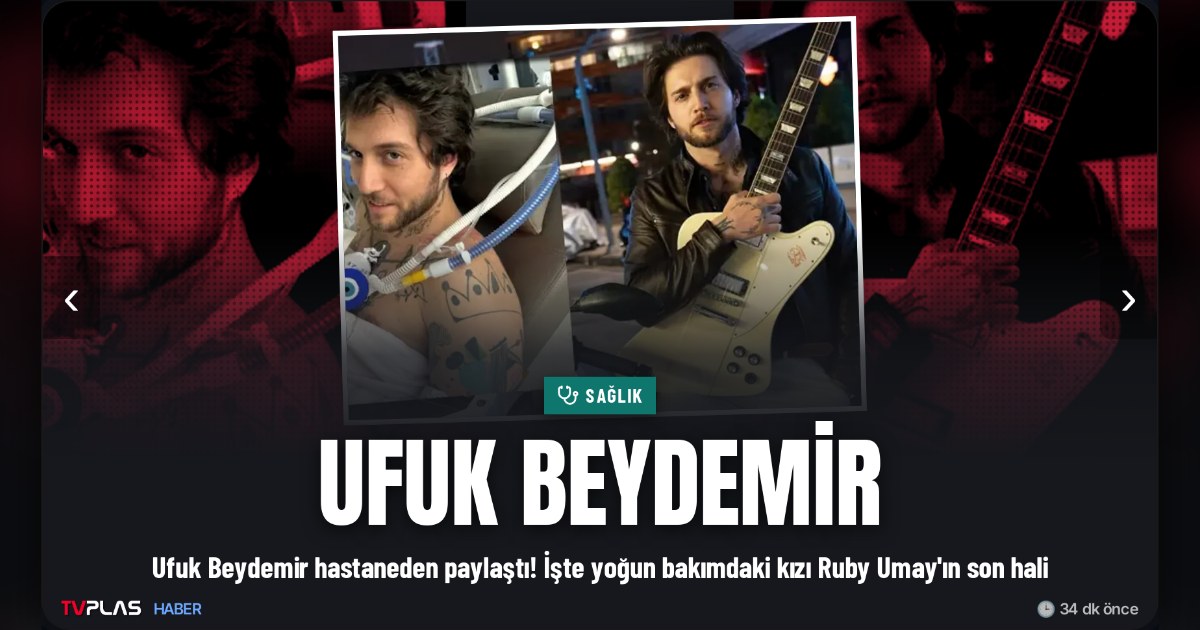 SAĞLIK
UFUK BEYDEMİR
Ufuk Beydemir hastaneden paylaştı! İşte yoğun bakımdaki kızı Ruby Umay'ın son hali
TVPLAS HABER
34 dk önce